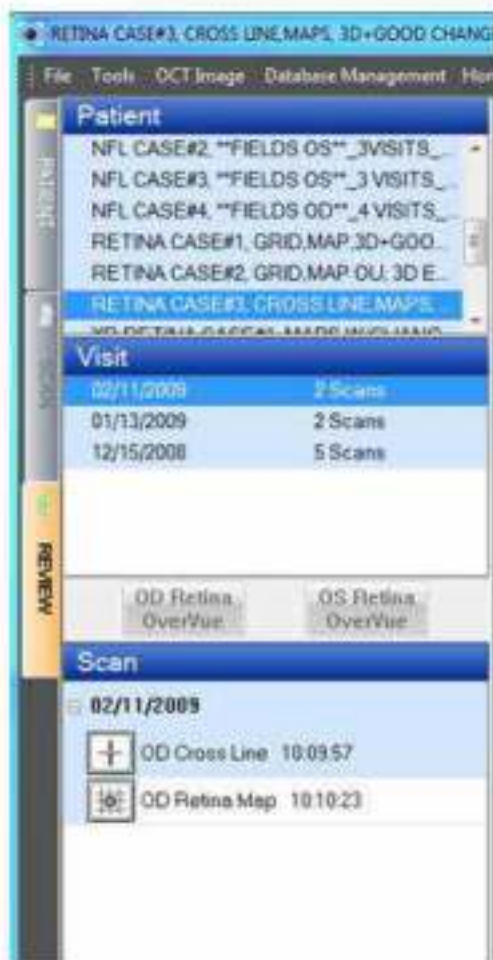 RETINA CASE#3, CROSS LINE,MAPS, 3D+GOOD CHANG
File Tools OCT Image Database Management Hon
Patient
PATIENT
NFL CASE#2, **FIELDS OS**_3VISITS_...
NFL CASE#3, **FIELDS OS**_3 VISITS_...
NFL CASE#4, **FIELDS OD**_4 VISITS_...
RETINA CASE#1, GRID,MAP,3D+GOO...
RETINA CASE#2, GRID,MAP OU, 3D E...
RETINA CASE#3, CROSS LINE,MAPS,...
Visit
02/11/2009 2 Scans
01/13/2009 2 Scans
12/15/2008 5 Scans
REVIEW
OD Retina OverVue
OS Retina OverVue
Scan
02/11/2009
OD Cross Line 10:09:57
OD Retina Map 10:10:23